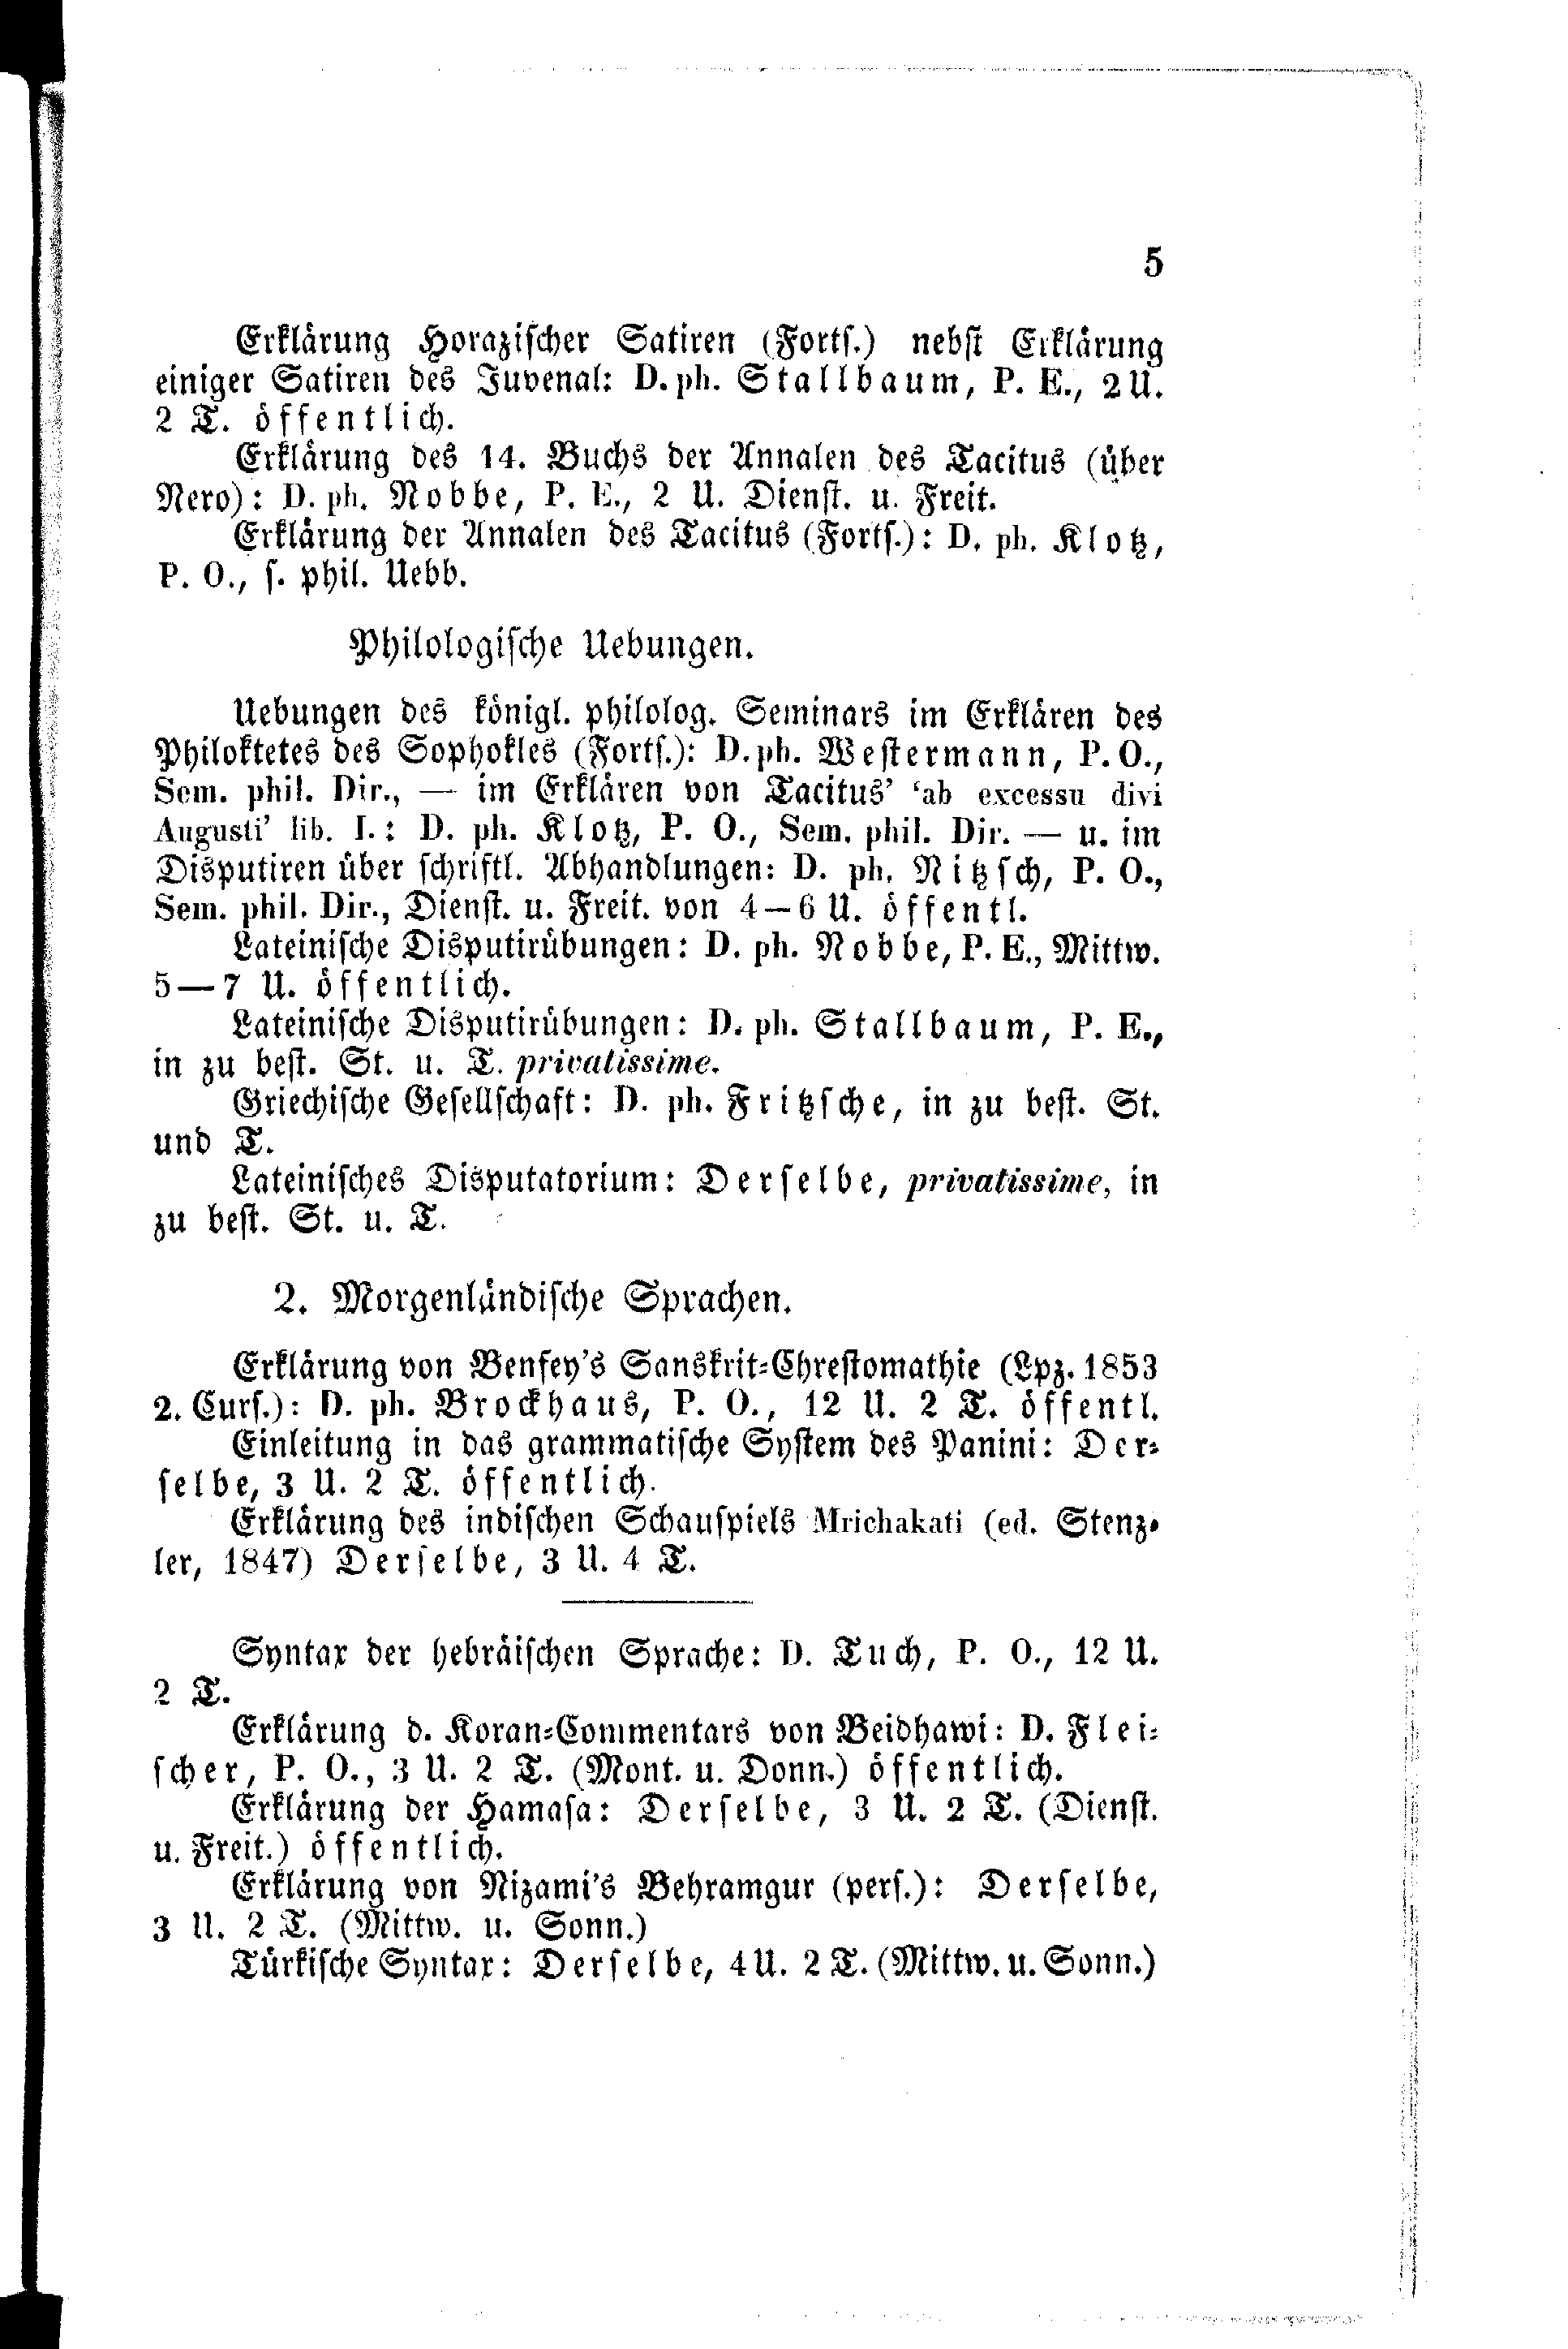 5
Erklärung Horazischer Satiren (Forts.) nebst Erklärung
einiger Satiren des Juvenal: D. ph. Stallbaum, P. E., 2 U.
2 T. öffentlich.
Erklärung des 14. Buchs der Annalen des Tacitus (über
Nero): D. ph. Nobbe, P. E., 2 U. Dienst. u. Freit.
Erklärung der Annalen des Tacitus (Forts.): D. ph. Klotz,
P. O., s. phil. Uebb.
Philologische Uebungen.
Uebungen des königl. philolog. Seminars im Erklären des
Philoktetes des Sophokles (Forts.): D. ph. Westermann, P. O.,
Sem. phil. Dir., — im Erklären von Tacitus' ‘ab excessu divi
Augusti’ lib. I.: D. ph. Klotz, P. O., Sem. phil. Dir. — u. im
Disputiren über schriftl. Abhandlungen: D. ph. Nitzsch, P. O.,
Sem. phil. Dir., Dienst. u. Freit. von 4—6 U. öffentl.
Lateinische Disputirübungen: D. ph. Nobbe, P. E., Mittw.
5—7 U. öffentlich.
Lateinische Disputirübungen: D. ph. Stallbaum, P. E.,
in zu best. St. u. T. privatissime.
Griechische Gesellschaft: D. ph. Fritzsche, in zu best. St.
und T.
Lateinisches Disputatorium: Derselbe, privatissime, in
zu best. St. u. T.
2. Morgenländische Sprachen.
Erklärung von Benfey's Sanskrit-Chrestomathie (Lpz. 1853
2. Curs.): D. ph. Brockhaus, P. O., 12 U. 2 T. öffentl.
Einleitung in das grammatische System des Panini: Der-
selbe, 3 U. 2 T. öffentlich.
Erklärung des indischen Schauspiels Mrichakati (ed. Stenz-
ler, 1847) Derselbe, 3 U. 4 T.
Syntax der hebräischen Sprache: D. Tuch, P. O., 12 U.
2 T.
Erklärung d. Koran-Commentars von Beidhawi: D. Flei-
scher, P. O., 3 U. 2 T. (Mont. u. Donn.) öffentlich.
Erklärung der Hamasa: Derselbe, 3 U. 2 T. (Dienst.
u. Freit.) öffentlich.
Erklärung von Nizami's Behramgur (pers.): Derselbe,
3 U. 2 T. (Mittw. u. Sonn.)
Türkische Syntax: Derselbe, 4 U. 2 T. (Mittw. u. Sonn.)